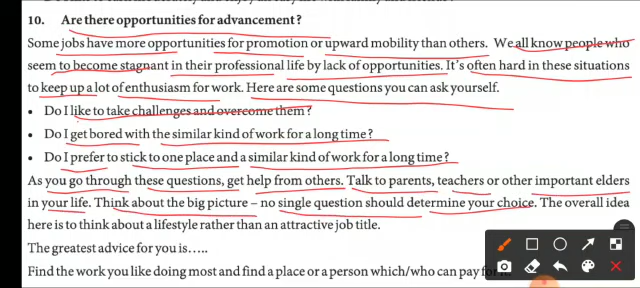 10. Are there opportunities for advancement?
Some jobs have more opportunities for promotion or upward mobility than others. We all know people who
seem to become stagnant in their professional life by lack of opportunities. It's often hard in these situations
to keep up a lot of enthusiasm for work. Here are some questions you can ask yourself.
• Do I like to take challenges and overcome them?
• Do I get bored with the similar kind of work for a long time?
• Do I prefer to stick to one place and a similar kind of work for a long time?
As you go through these questions, get help from others. Talk to parents, teachers or other important elders
in your life. Think about the big picture – no single question should determine your choice. The overall idea
here is to think about a lifestyle rather than an attractive job title.
The greatest advice for you is.....
Find the work you like doing most and find a place or a person which/who can pay for